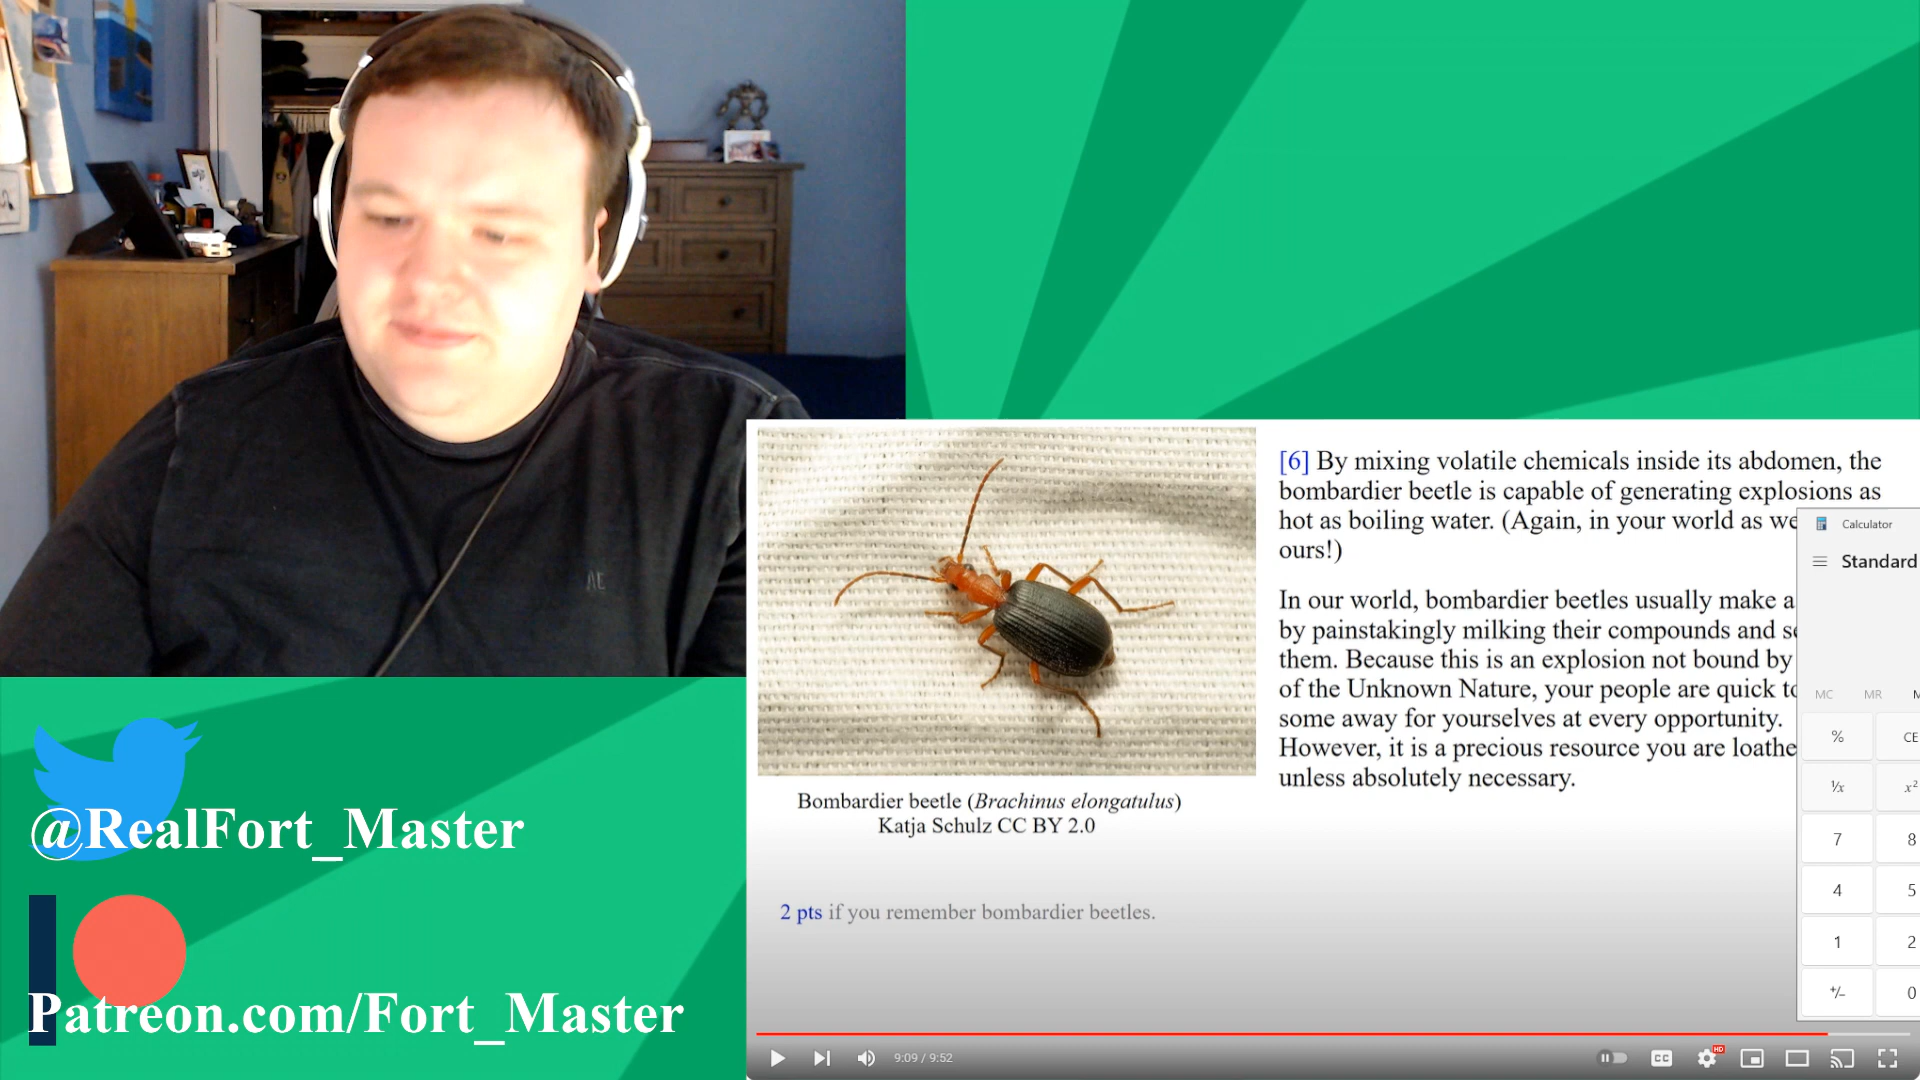 [6] By mixing volatile chemicals inside its abdomen, the
bombardier beetle is capable of generating explosions as
hot as boiling water. (Again, in your world as we
ours!)
In our world, bombardier beetles usually make a
by painstakingly milking their compounds and
them. Because this is an explosion not bound by
of the Unknown Nature, your people are quick
some away for yourselves at every opportunity.
However, it is a precious resource you are loathe
unless absolutely necessary.
Bombardier beetle (Brachinus elongatulus)
Katja Schulz CC BY 2.0
2 pts if you remember bombardier beetles.
Calculator
Standard
MC MR
% CE
⅟x x²
7 8
4 5
1 2
+/- 0
@RealFort_Master
Patreon.com/Fort_Master
9:09 / 9:52
CC
HD
AE